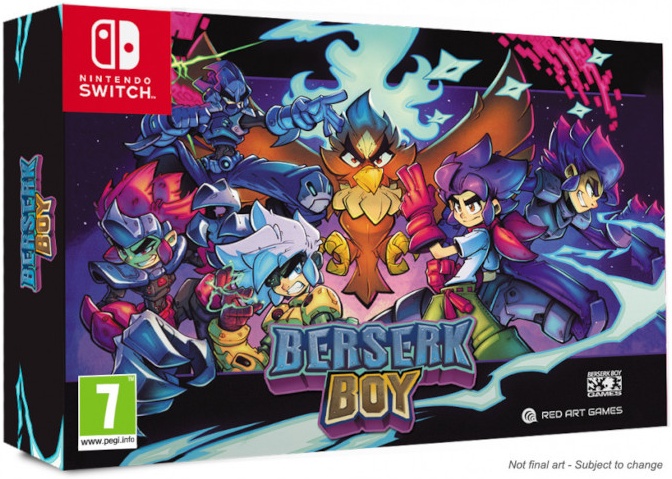 NINTENDO
SWITCH™
BERSERK
BOY
BERSERK
BOY
7
www.pegi.info
BERSERK BOY
GAMES
RED ART GAMES
Not final art - Subject to change